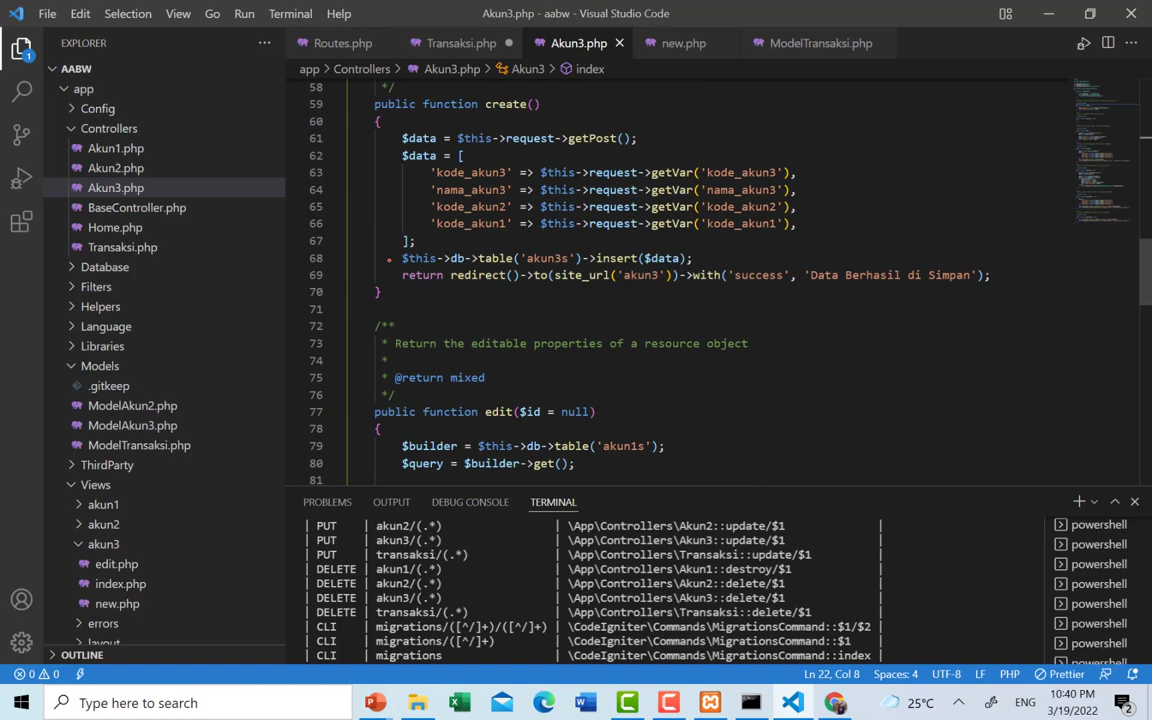 File Edit Selection View Go Run Terminal Help Akun3.php - aabw - Visual Studio Code
EXPLORER ...
Routes.php Transaksi.php Akun3.php new.php ModelTransaksi.php
AABW
app > Controllers > Akun3.php > Akun3 > index
app
Config
Controllers
Akun1.php
Akun2.php
Akun3.php
BaseController.php
Home.php
Transaksi.php
Database
Filters
Helpers
Language
Libraries
Models
.gitkeep
ModelAkun2.php
ModelAkun3.php
ModelTransaksi.php
ThirdParty
Views
akun1
akun2
akun3
edit.php
index.php
new.php
errors
layout
OUTLINE
58 */
59 public function create()
60 {
61 $data = $this->request->getPost();
62 $data = [
63 'kode_akun3' => $this->request->getVar('kode_akun3'),
64 'nama_akun3' => $this->request->getVar('nama_akun3'),
65 'kode_akun2' => $this->request->getVar('kode_akun2'),
66 'kode_akun1' => $this->request->getVar('kode_akun1'),
67 ];
68 $this->db->table('akun3s')->insert($data);
69 return redirect()->to(site_url('akun3'))->with('success', 'Data Berhasil di Simpan');
70 }
71
72 /**
73 * Return the editable properties of a resource object
74 *
75 * @return mixed
76 */
77 public function edit($id = null)
78 {
79 $builder = $this->db->table('akun1s');
80 $query = $builder->get();
81
PROBLEMS OUTPUT DEBUG CONSOLE TERMINAL
| PUT | akun2/(.*) | \App\Controllers\Akun2::update/$1 |
| PUT | akun3/(.*) | \App\Controllers\Akun3::update/$1 |
| PUT | transaksi/(.*) | \App\Controllers\Transaksi::update/$1 |
| DELETE | akun1/(.*) | \App\Controllers\Akun1::destroy/$1 |
| DELETE | akun2/(.*) | \App\Controllers\Akun2::delete/$1 |
| DELETE | akun3/(.*) | \App\Controllers\Akun3::delete/$1 |
| DELETE | transaksi/(.*) | \App\Controllers\Transaksi::delete/$1 |
| CLI | migrations/([^/]+)/([^/]+) | \CodeIgniter\Commands\MigrationsCommand::$1/$2 |
| CLI | migrations/([^/]+) | \CodeIgniter\Commands\MigrationsCommand::$1 |
| CLI | migrations | \CodeIgniter\Commands\MigrationsCommand::index |
powershell
powershell
powershell
powershell
powershell
powershell
powershell
powershell
0 0 Ln 22, Col 8 Spaces: 4 UTF-8 LF PHP Prettier
Type here to search
25°C ENG 10:40 PM
3/19/2022
2